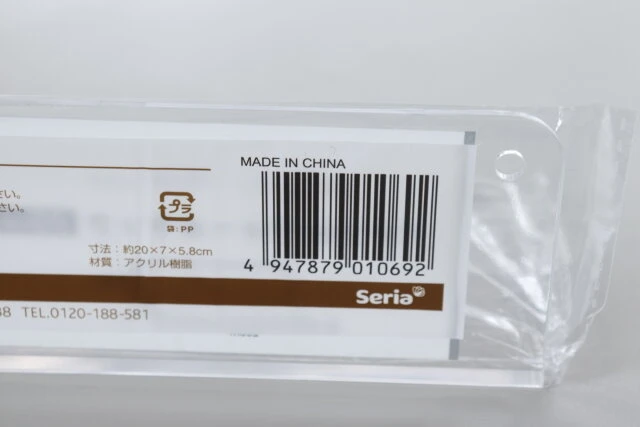 さい。
さい。
プラ
袋:PP
寸法:約20×7×5.8cm
材質:アクリル樹脂
MADE IN CHINA
4 947879 010692
Seria
38 TEL.0120-188-581